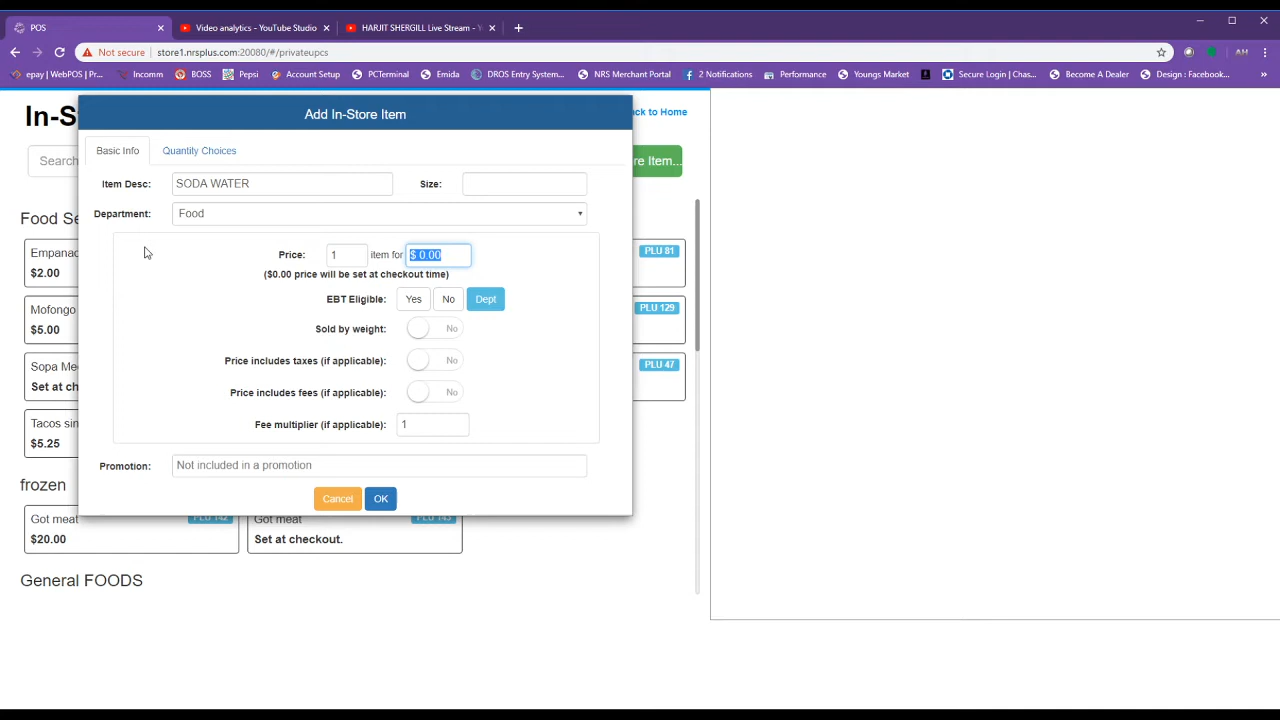 POS
Video analytics - YouTube Studio
HARJIT SHERGILL Live Stream -
Not secure | store1.nrsplus.com:20080/#/privateupcs
AM
epay | WebPOS | Pr...
Incomm
BOSS
Pepsi
Account Setup
PCTerminal
Emida
DROS Entry System...
NRS Merchant Portal
2 Notifications
Performance
Youngs Market
Secure Login | Chas...
Become A Dealer
Design : Facebook...
»
In-S
Add In-Store Item
ck to Home
Basic Info
Quantity Choices
Search
re Item...
Item Desc: SODA WATER Size:
Department: Food
Food Se
Empanac
$2.00
PLU 81
Price: 1 item for $ 0.00
($0.00 price will be set at checkout time)
EBT Eligible: Yes No Dept
Mofongo
$5.00
PLU 129
Sold by weight: No
Price includes taxes (if applicable): No
Sopa Me
Set at ch
PLU 47
Price includes fees (if applicable): No
Fee multiplier (if applicable): 1
Tacos sin
$5.25
Promotion: Not included in a promotion
frozen
Cancel OK
Got meat PLU 142
$20.00
Got meat PLU 143
Set at checkout.
General FOODS